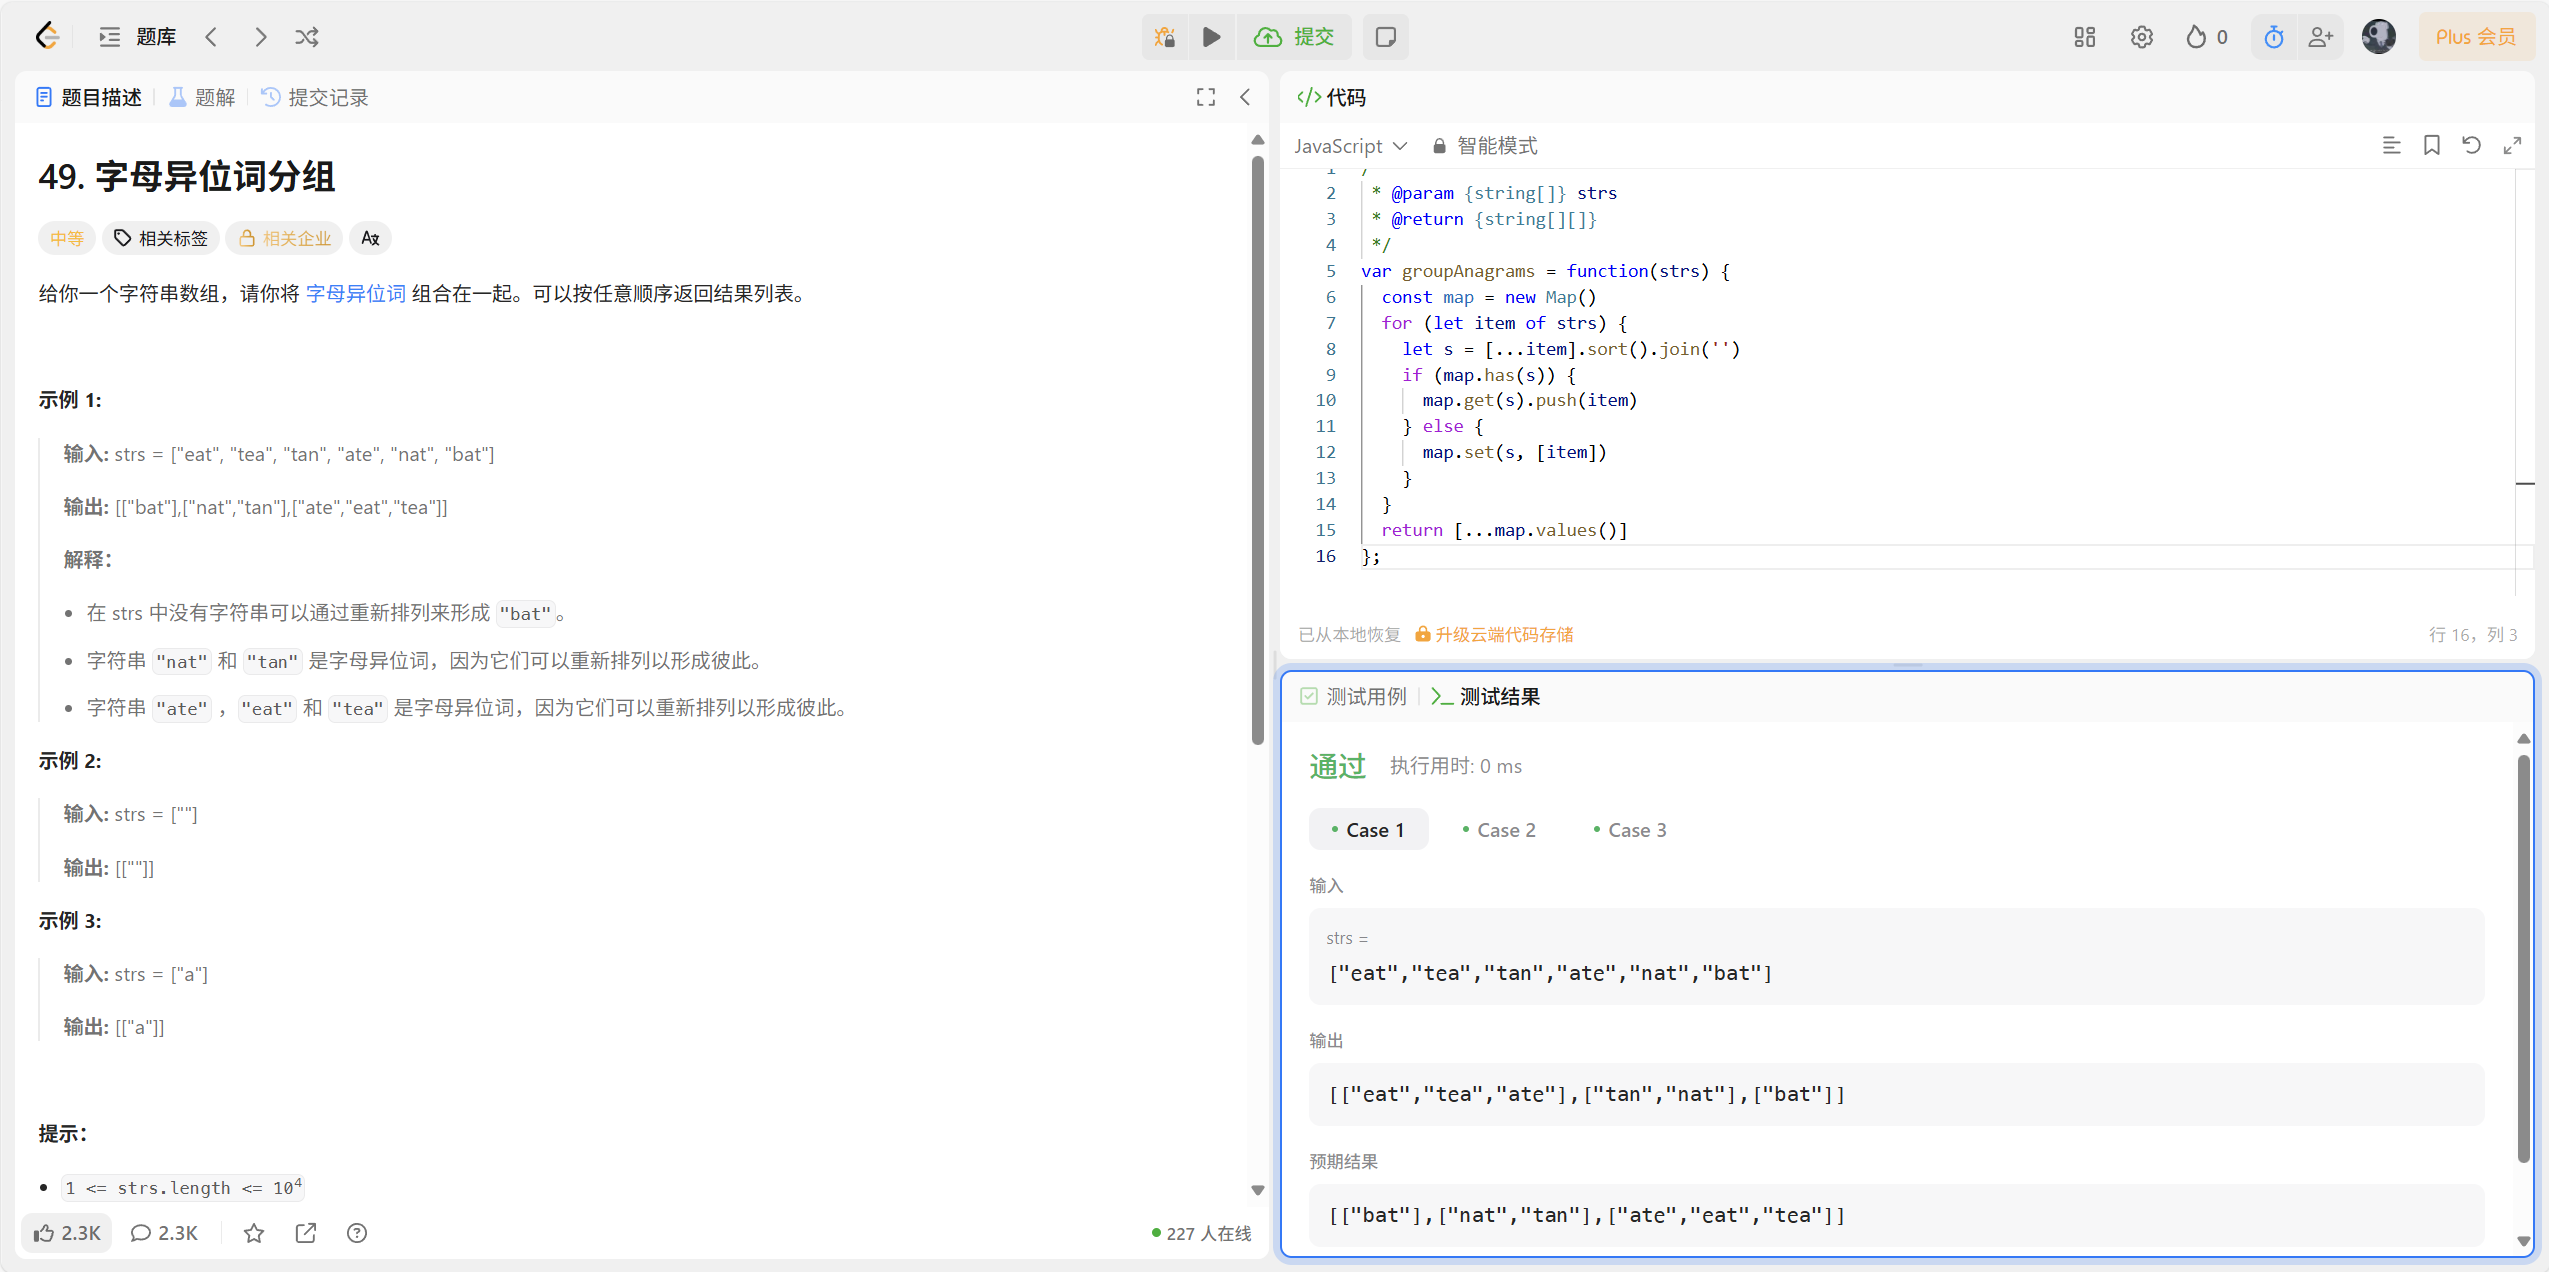 题库
提交
0
Plus 会员
题目描述
题解
提交记录
49. 字母异位词分组
中等
相关标签
相关企业
给你一个字符串数组，请你将 字母异位词 组合在一起。可以按任意顺序返回结果列表。
示例 1:
输入: strs = ["eat", "tea", "tan", "ate", "nat", "bat"]
输出: [["bat"],["nat","tan"],["ate","eat","tea"]]
解释：
在 strs 中没有字符串可以通过重新排列来形成 "bat"。
字符串 "nat" 和 "tan" 是字母异位词，因为它们可以重新排列以形成彼此。
字符串 "ate" ，"eat" 和 "tea" 是字母异位词，因为它们可以重新排列以形成彼此。
示例 2:
输入: strs = [""]
输出: [[""]]
示例 3:
输入: strs = ["a"]
输出: [["a"]]
提示：
1 <= strs.length <= 10⁴
2.3K
2.3K
227 人在线
</> 代码
JavaScript
智能模式
2 * @param {string[]} strs
3 * @return {string[][]}
4 */
5 var groupAnagrams = function(strs) {
6 const map = new Map()
7 for (let item of strs) {
8 let s = [...item].sort().join('')
9 if (map.has(s)) {
10 map.get(s).push(item)
11 } else {
12 map.set(s, [item])
13 }
14 }
15 return [...map.values()]
16 };
已从本地恢复
升级云端代码存储
行 16，列 3
测试用例
测试结果
通过
执行用时: 0 ms
Case 1
Case 2
Case 3
输入
strs =
["eat","tea","tan","ate","nat","bat"]
输出
[["eat","tea","ate"],["tan","nat"],["bat"]]
预期结果
[["bat"],["nat","tan"],["ate","eat","tea"]]